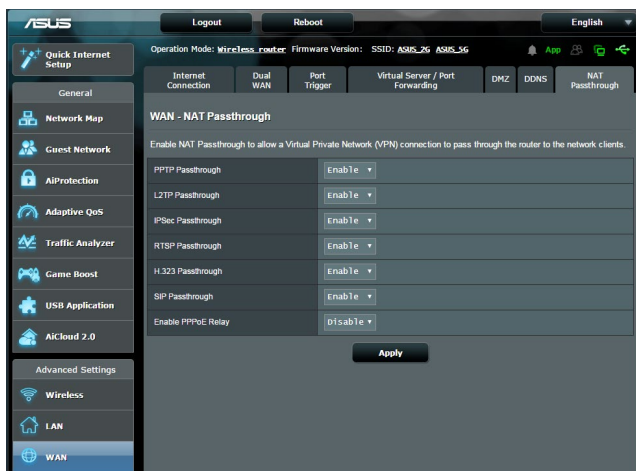 ASUS
Logout
Reboot
English
Quick Internet
Setup
Operation Mode: Wireless router Firmware Version: SSID: ASUS_2G ASUS_5G
App
Internet
Connection
Dual
WAN
Port
Trigger
Virtual Server / Port
Forwarding
DMZ
DDNS
NAT
Passthrough
General
Network Map
Guest Network
AiProtection
Adaptive QoS
Traffic Analyzer
Game Boost
USB Application
AiCloud 2.0
Advanced Settings
Wireless
LAN
WAN
WAN - NAT Passthrough
Enable NAT Passthrough to allow a Virtual Private Network (VPN) connection to pass through the router to the network clients.
PPTP Passthrough Enable
L2TP Passthrough Enable
IPSec Passthrough Enable
RTSP Passthrough Enable
H.323 Passthrough Enable
SIP Passthrough Enable
Enable PPPoE Relay Disable
Apply